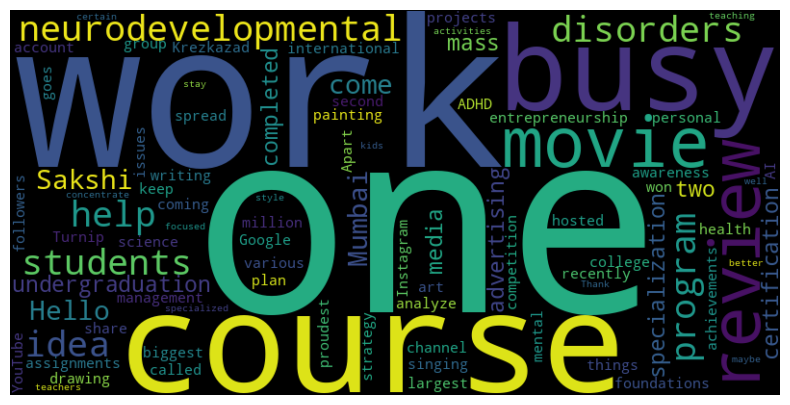 certain
neurodevelopmental
projects
teaching
disorders
account
group
Krezkazad
international
mass
activities
work
busy
goes
stay
come
second
completed
ADHD
spread
painting
entrepreneurship
personal
movie
issues
Apart
kids
Sakshi
writing
keep
concentrate
awareness
won
two
AI
well
followers
help
coming
one
style
Mumbai
advertising
review
specialization
program
health
certification
Turnip
science
million
Google
focused
Instagram
media
competition
hosted
students
various
college
recently
better
undergraduation
plan
art
Thank
achievements
management
specialized
analyze
Hello
share
proudest
strategy
course
mental
idea
YouTube
assignments
biggest
channel
things
called
singing
drawing
largest
foundations
teachers